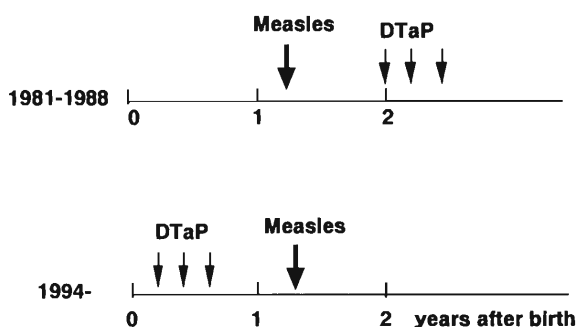 Measles DTaP
1981-1988
0 1 2
DTaP Measles
1994-
0 1 2 years after birth